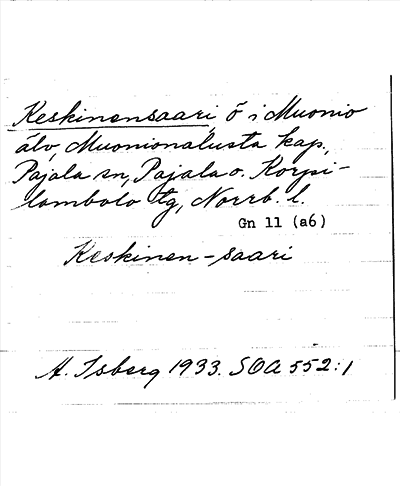 Keskinensaari, ö i Muonio
älv, Muonionalusta kap.,
Pajala sn, Pajala o. Korpi-
lombolo tg, Norrb. l.
Gn 11 (a6)
Keskinen-saari
A. Isberg 1933. SOA 552:1